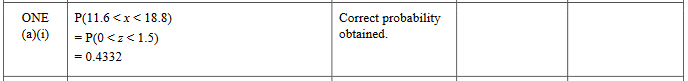 ONE
(a)(i)
P(11.6 < x < 18.8)
= P(0 < z < 1.5)
= 0.4332
Correct probability
obtained.